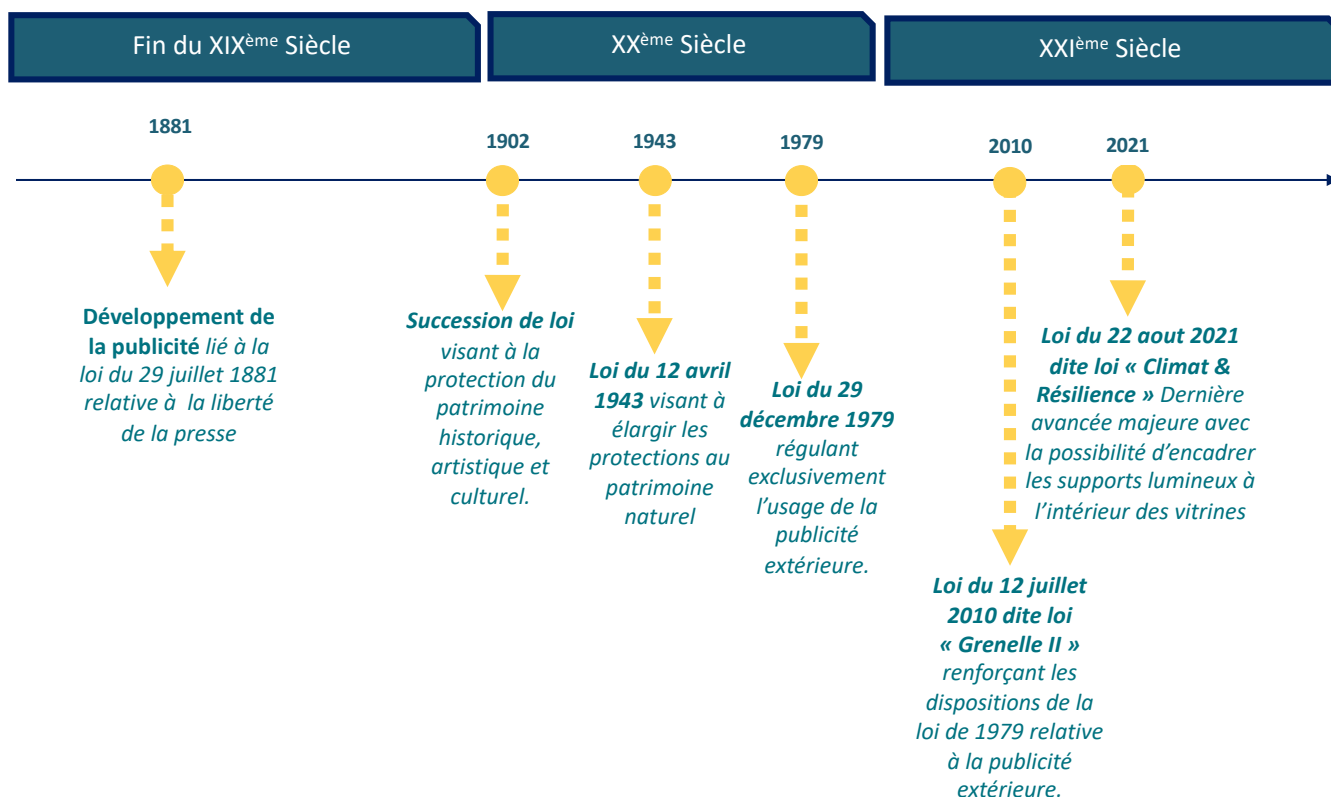 Fin du XIXème Siècle
XXème Siècle
XXIème Siècle
1881
1902
1943
1979
2010
2021
Développement de
la publicité lié à la
loi du 29 juillet 1881
relative à la liberté
de la presse
Succession de loi
visant à la
protection du
patrimoine
historique,
artistique et
culturel.
Loi du 12 avril
1943 visant à
élargir les
protections au
patrimoine
naturel
Loi du 29
décembre 1979
régulant
exclusivement
l’usage de la
publicité
extérieure.
Loi du 12 juillet
2010 dite loi
« Grenelle II »
renforçant les
dispositions de la
loi de 1979 relative
à la publicité
extérieure.
Loi du 22 aout 2021
dite loi « Climat &
Résilience » Dernière
avancée majeure avec
la possibilité d’encadrer
les supports lumineux à
l’intérieur des vitrines